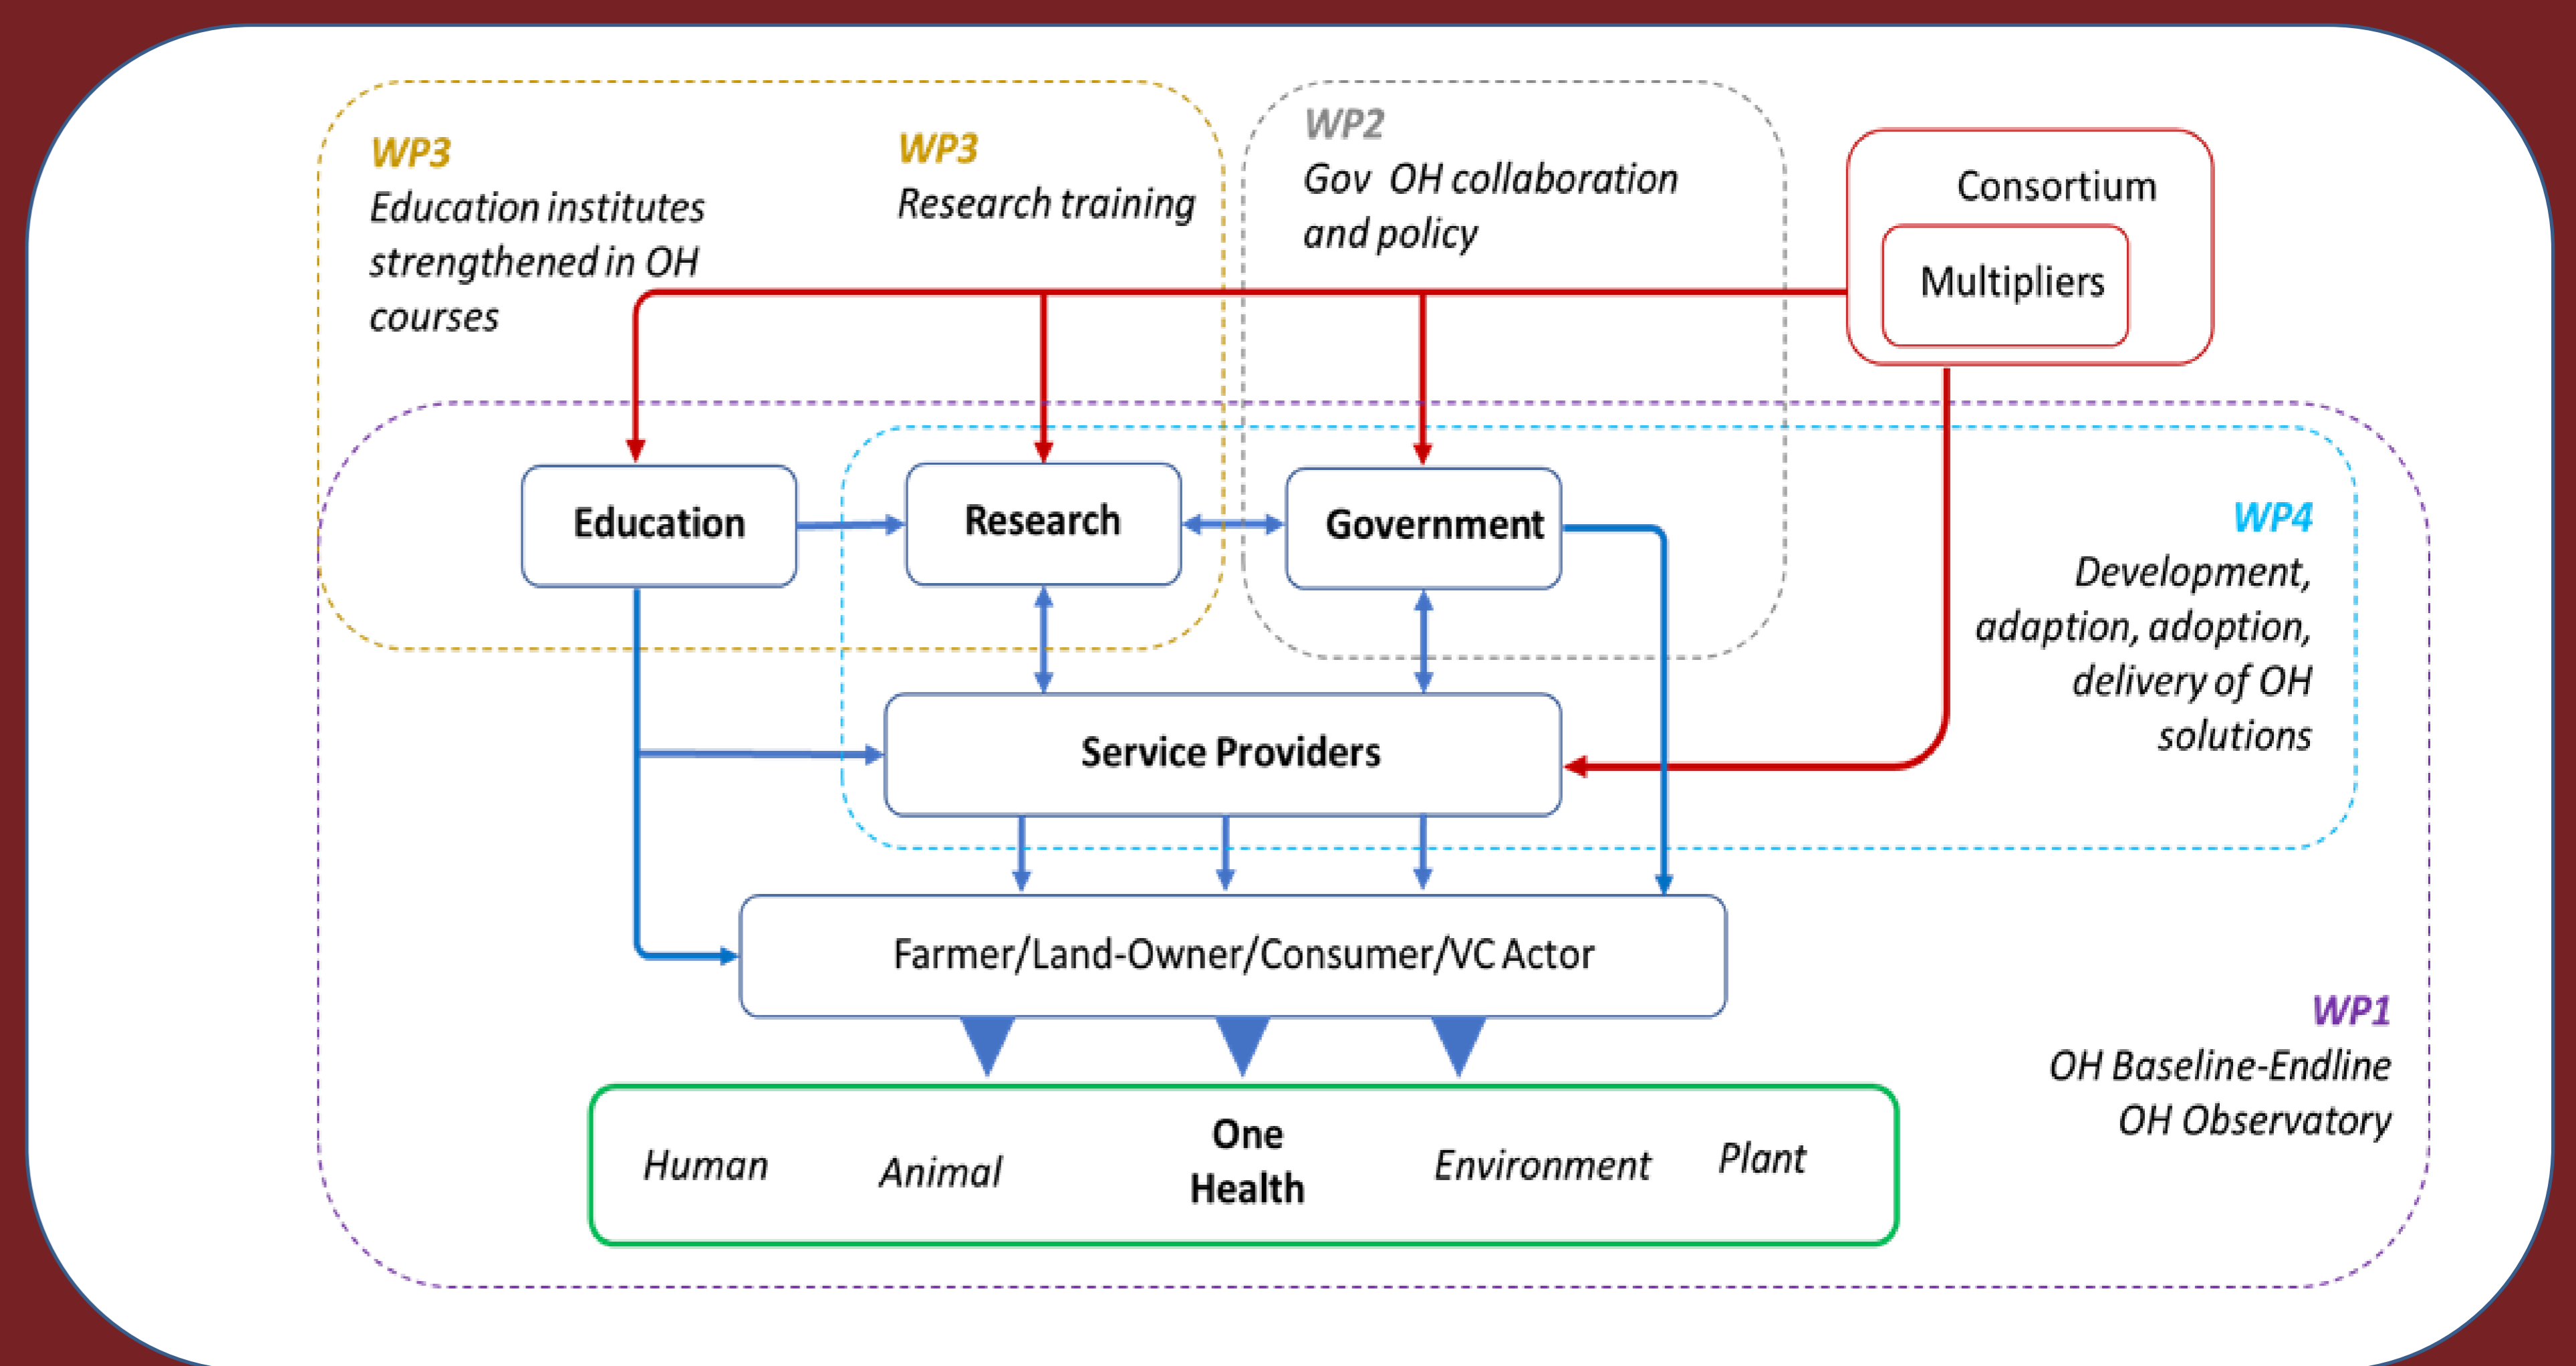 WP3
Education institutes
strengthened in OH
courses
WP3
Research training
WP2
Gov OH collaboration
and policy
Consortium
Multipliers
Education
Research
Government
WP4
Development,
adaption, adoption,
delivery of OH
solutions
Service Providers
Farmer/Land-Owner/Consumer/VC Actor
WP1
OH Baseline-Endline
OH Observatory
Human
Animal
One
Health
Environment
Plant